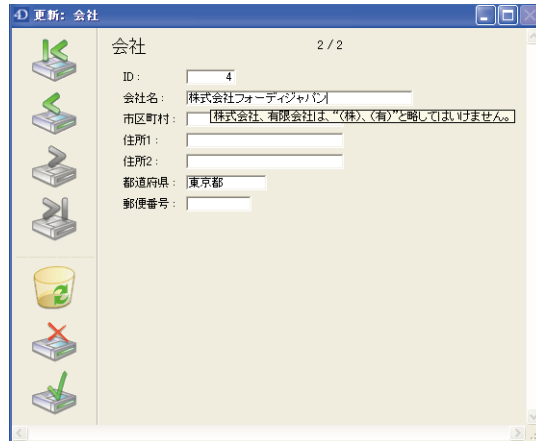 4D 更新: 会社
会社 2 / 2
ID : 4
会社名 : 株式会社フォーディジャパン
市区町村 : 株式会社、有限会社は、“(株)、(有)”と略してはいけません。
住所1 :
住所2 :
都道府県 : 東京都
郵便番号 :